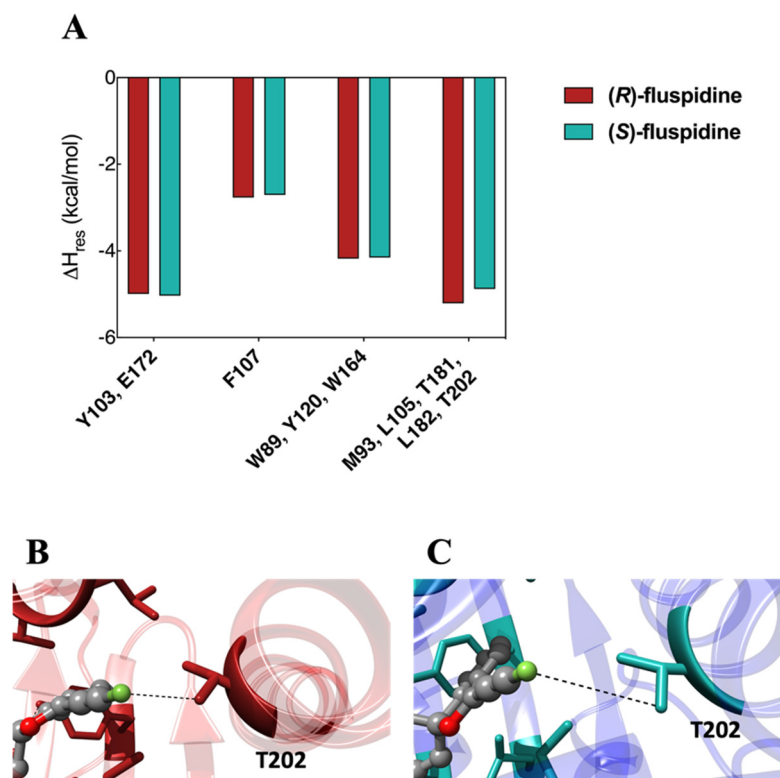 A
0
-2
-4
-6
ΔHres (kcal/mol)
(R)-fluspidine
(S)-fluspidine
Y103, E172
F107
W89, Y120, W164
M93, L105, T181,
L182, T202
B
T202
C
T202